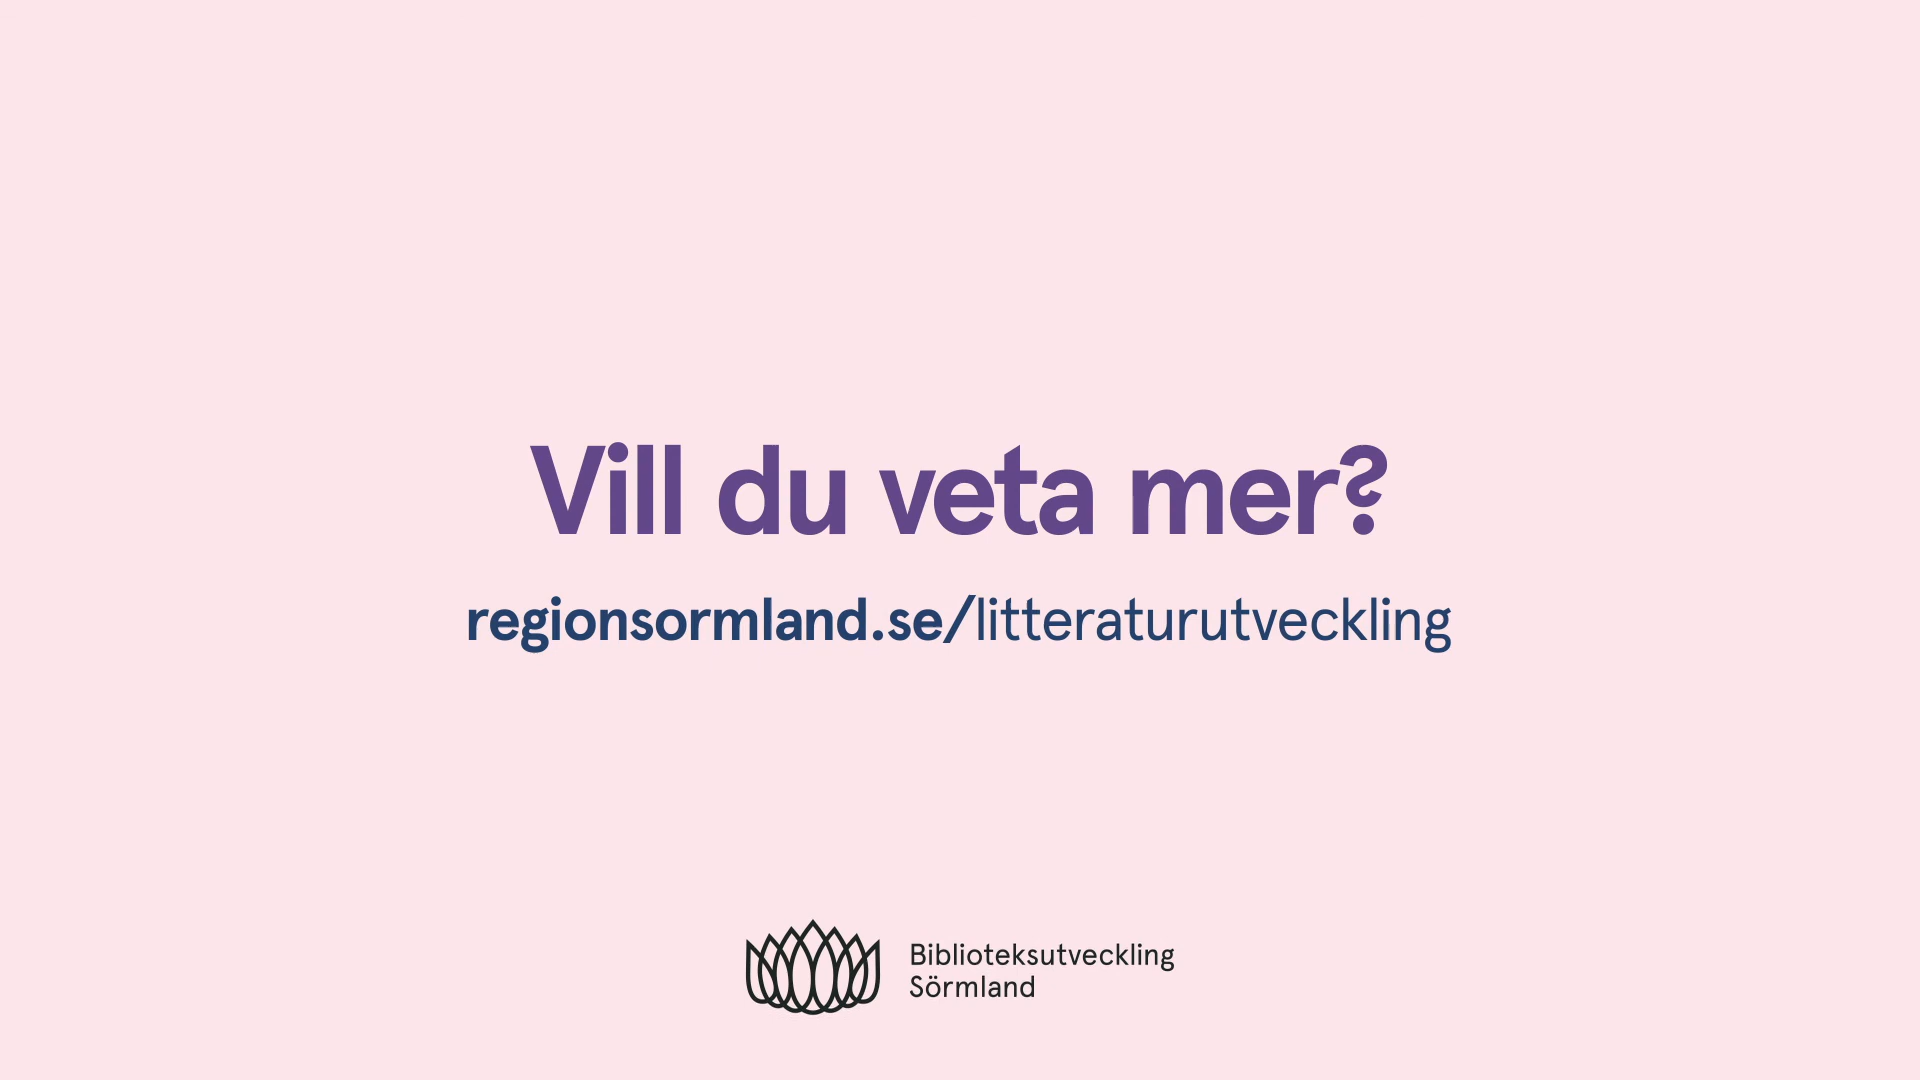 Vill du veta mer?
regionsormland.se/litteraturutveckling
Biblioteksutveckling
Sörmland